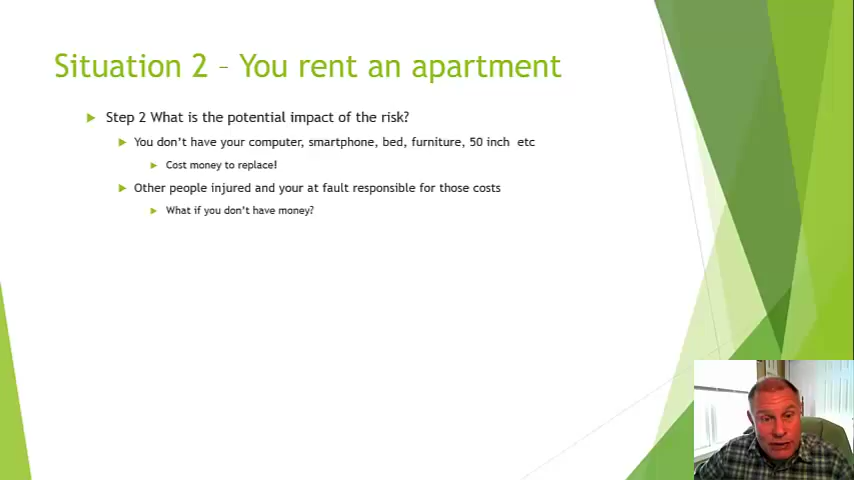 Situation 2 – You rent an apartment
Step 2 What is the potential impact of the risk?
You don't have your computer, smartphone, bed, furniture, 50 inch etc
Cost money to replace!
Other people injured and your at fault responsible for those costs
What if you don't have money?